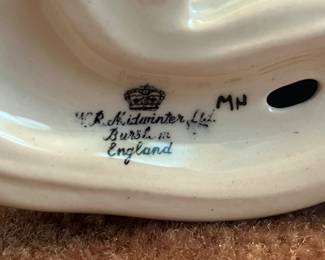 W.R. Midwinter, Ltd.
Burslem
England
MN